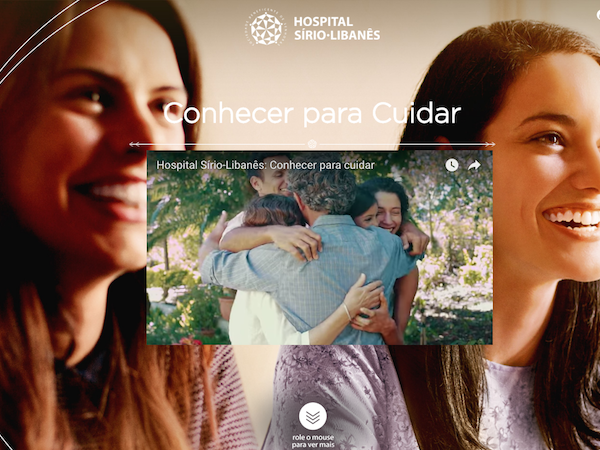 HOSPITAL
SÍRIO·LIBANÊS
Conhecer para Cuidar
Hospital Sírio-Libanês: Conhecer para cuidar
role o mouse
para ver mais